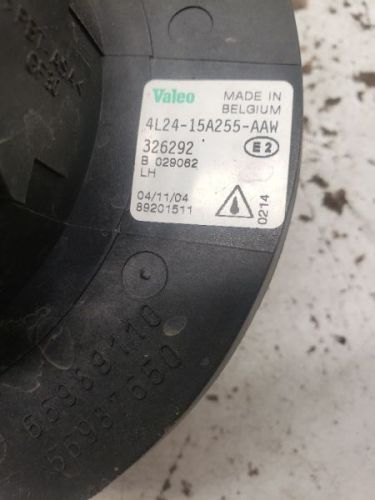 Valeo
MADE IN
BELGIUM
4L24-15A255-AAW
326292
E2
B 029062
LH
04/11/04
89201511
0214